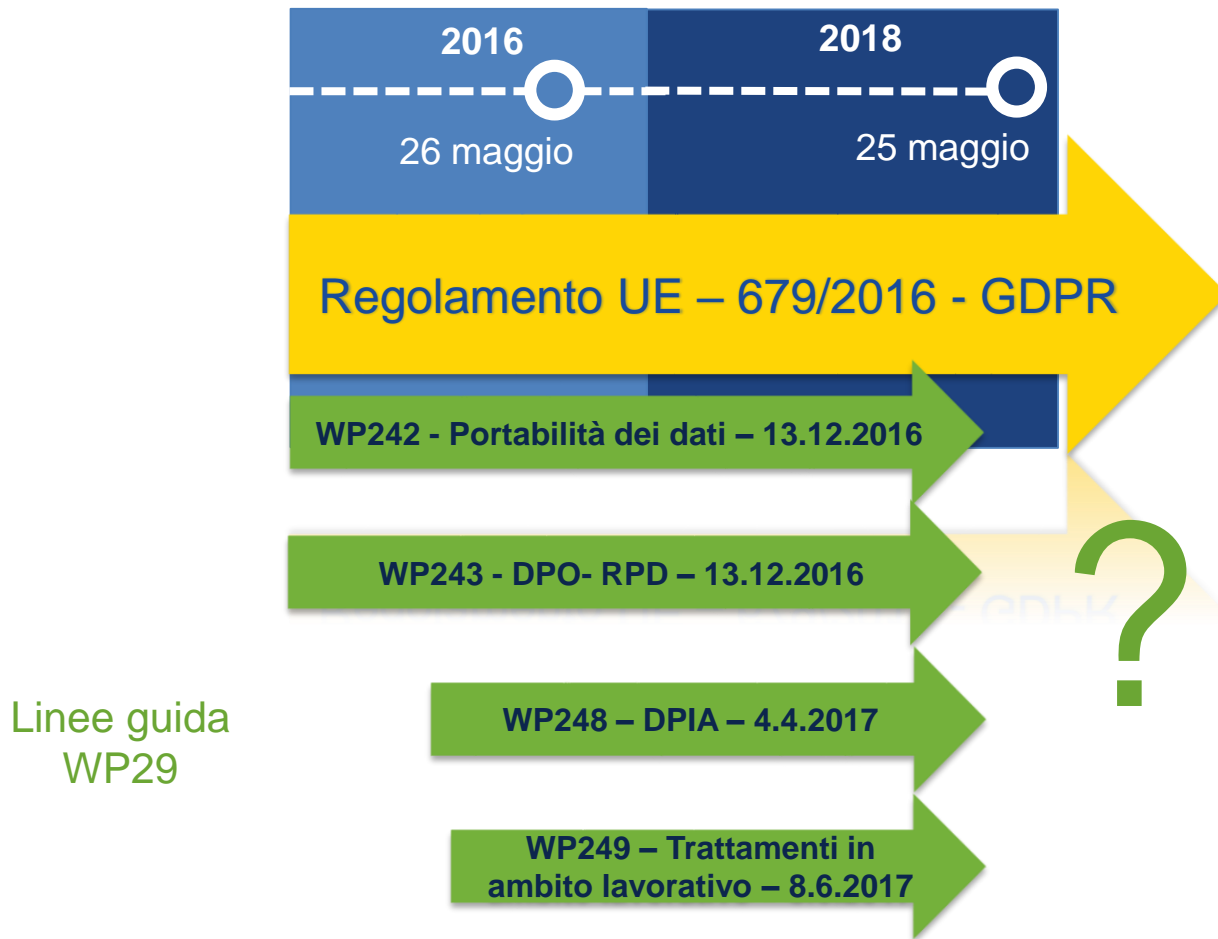 2016
2018
26 maggio
25 maggio
Regolamento UE – 679/2016 - GDPR
WP242 - Portabilità dei dati – 13.12.2016
WP243 - DPO- RPD – 13.12.2016
?
Linee guida
WP29
WP248 – DPIA – 4.4.2017
WP249 – Trattamenti in
ambito lavorativo – 8.6.2017